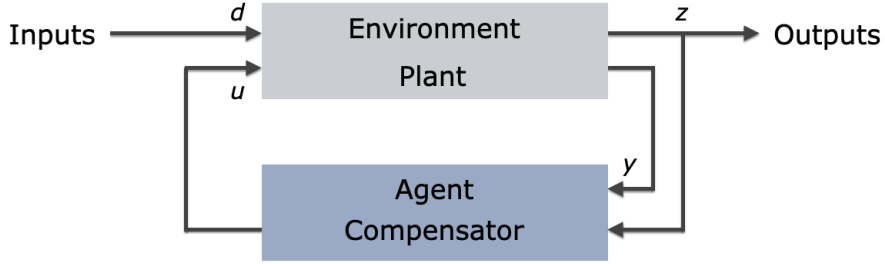 Inputs
d
u
Environment
Plant
z
Outputs
y
Agent
Compensator